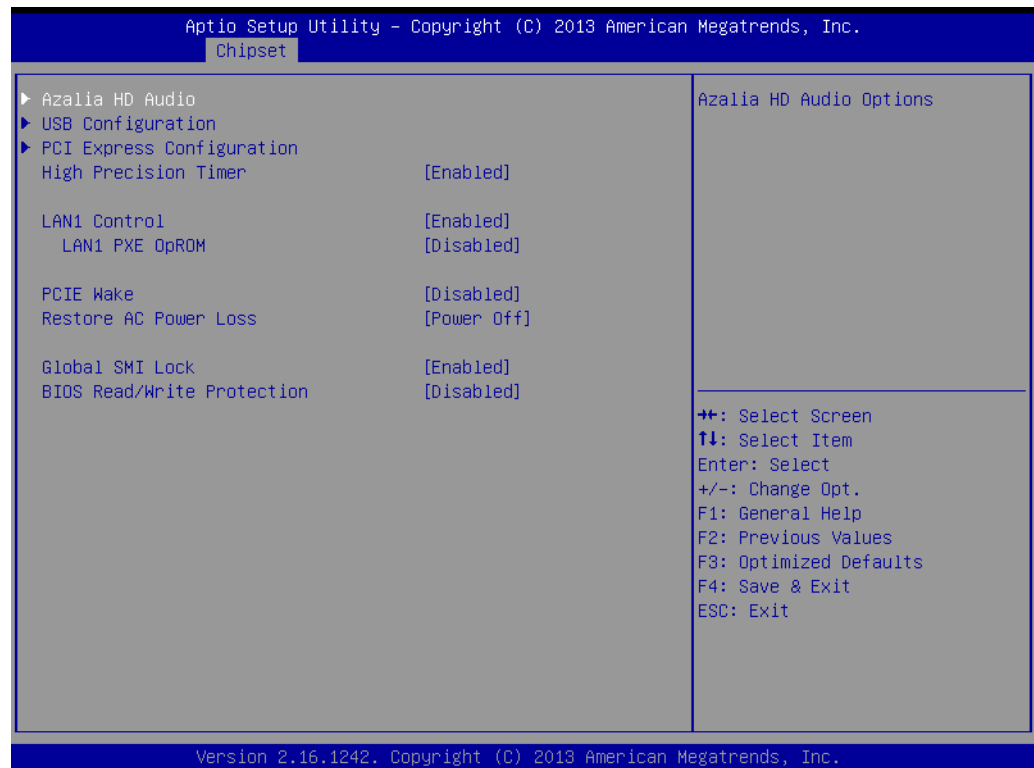 Aptio Setup Utility – Copyright (C) 2013 American Megatrends, Inc.
Chipset
▶ Azalia HD Audio
▶ USB Configuration
▶ PCI Express Configuration
High Precision Timer [Enabled]
LAN1 Control [Enabled]
LAN1 PXE OpROM [Disabled]
PCIE Wake [Disabled]
Restore AC Power Loss [Power Off]
Global SMI Lock [Enabled]
BIOS Read/Write Protection [Disabled]
Azalia HD Audio Options
→←: Select Screen
↑↓: Select Item
Enter: Select
+/-: Change Opt.
F1: General Help
F2: Previous Values
F3: Optimized Defaults
F4: Save & Exit
ESC: Exit
Version 2.16.1242. Copyright (C) 2013 American Megatrends, Inc.